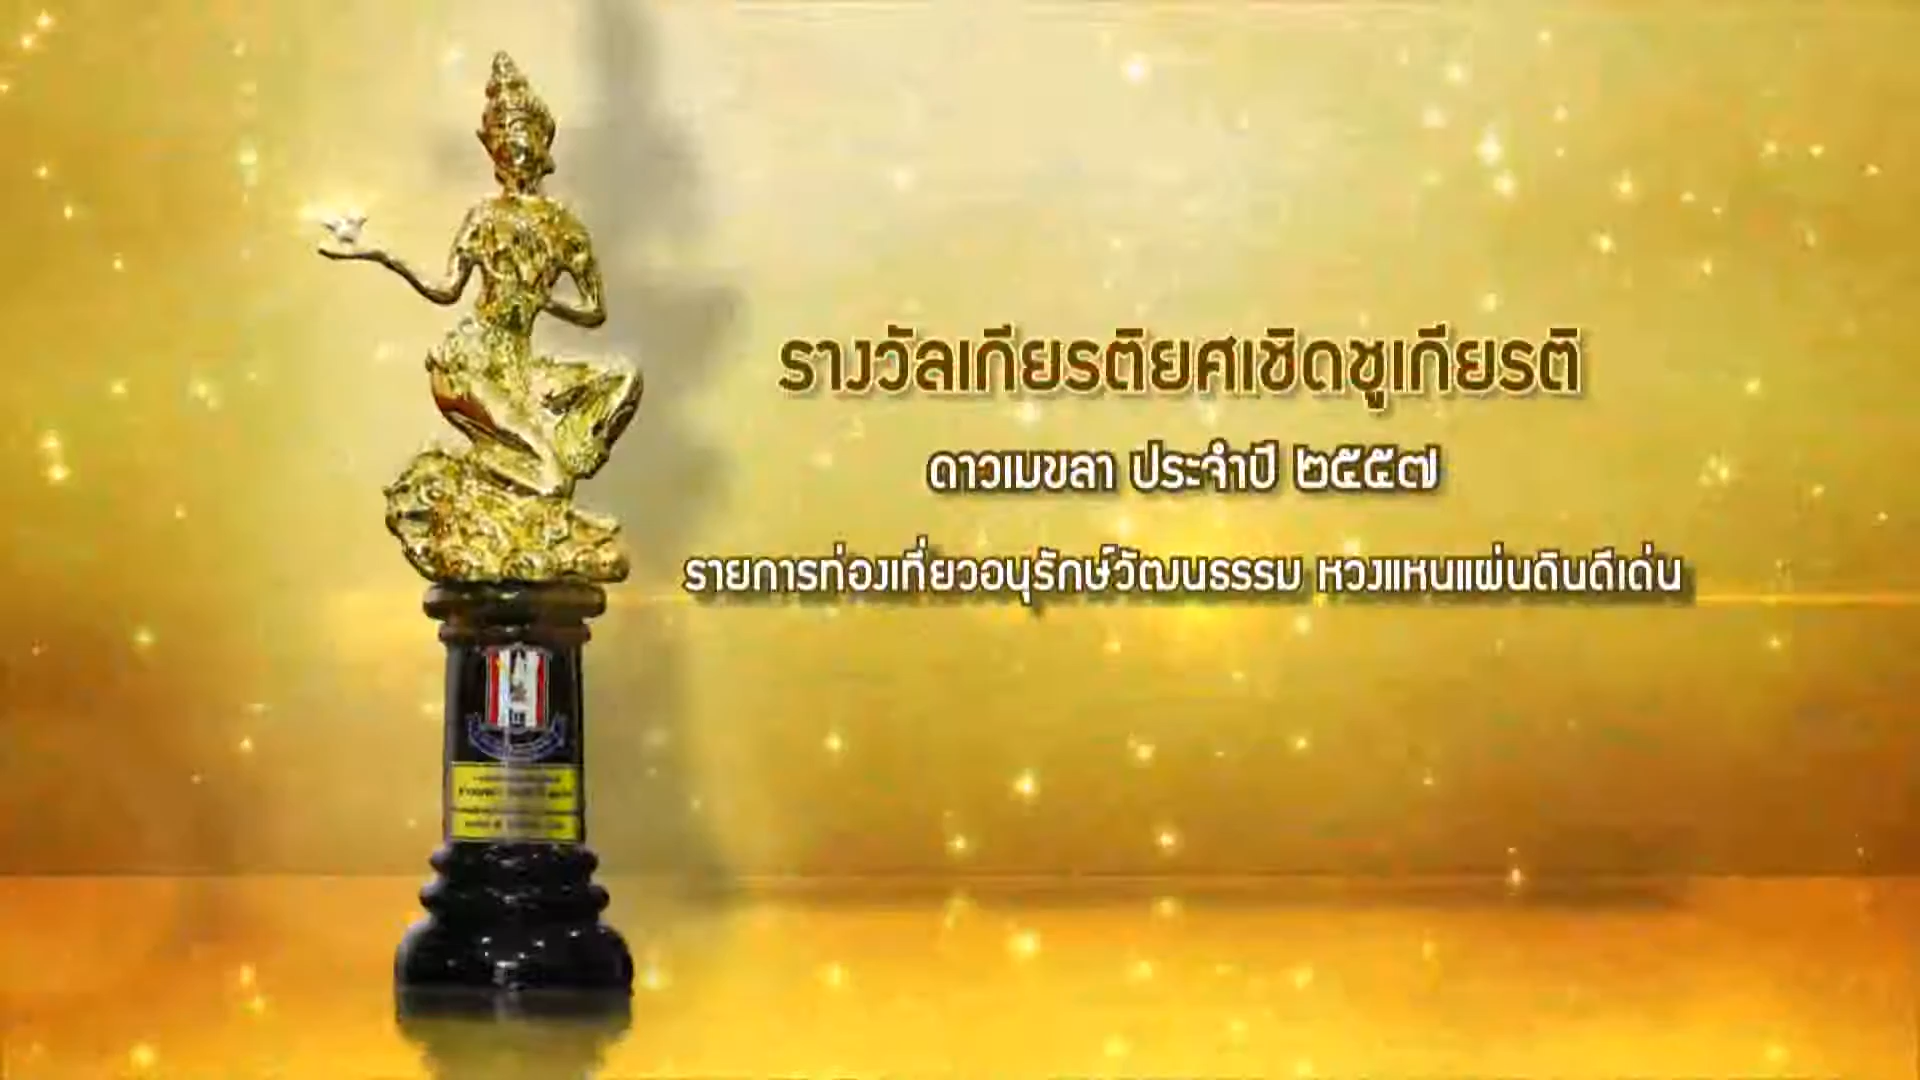 รางวัลเกียรติยศเชิดชูเกียรติ
ดาวเมขลา ประจำปี ๒๕๕๗
รายการท่องเที่ยวอนุรักษ์วัฒนธรรม หวงแหนแผ่นดินดีเด่น